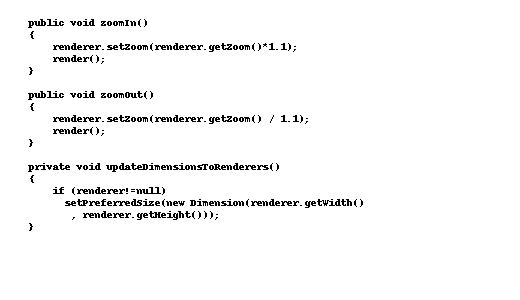 public void zoomIn()
{
renderer.setZoom(renderer.getZoom()*1.1);
render();
}
public void zoomOut()
{
renderer.setZoom(renderer.getZoom() / 1.1);
render();
}
private void updateDimensionsToRenderers()
{
if (renderer!=null)
setPreferredSize(new Dimension(renderer.getWidth()
, renderer.getHeight()));
}